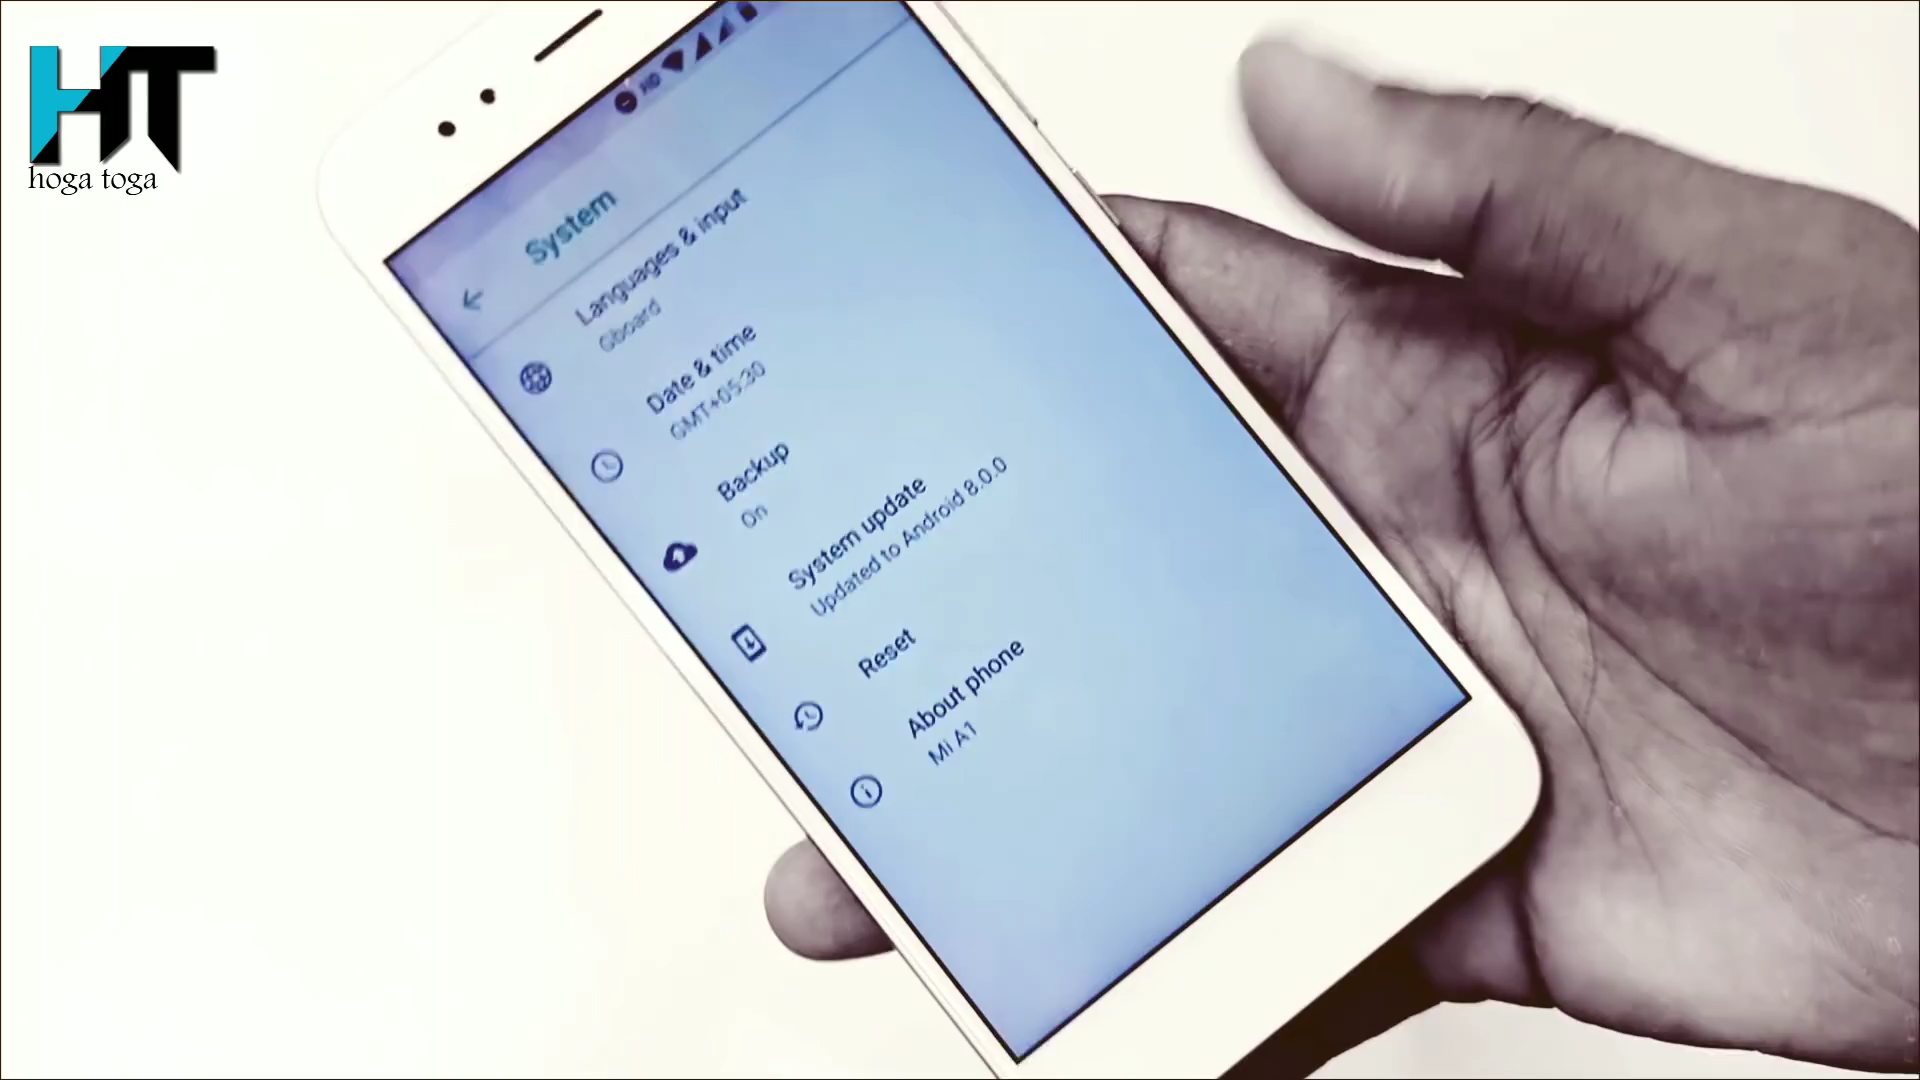 HT
hoga toga
HD
System
Languages & input
Gboard
Date & time
GMT+05:30
Backup
On
System update
Updated to Android 8.0.0
Reset
About phone
Mi A1